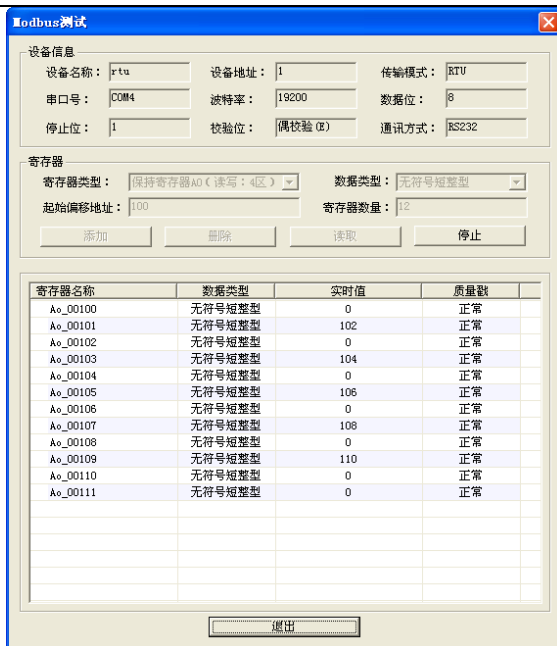 Modbus测试
设备信息
设备名称： rtu 设备地址： 1 传输模式： RTU
串口号： COM4 波特率： 19200 数据位： 8
停止位： 1 校验位： 偶校验(E) 通讯方式： RS232
寄存器
寄存器类型： 保持寄存器AO(读写：4区) 数据类型： 无符号短整型
起始偏移地址： 100 寄存器数量： 12
添加 删除 读取 停止
寄存器名称 数据类型 实时值 质量戳
Ao_00100 无符号短整型 0 正常
Ao_00101 无符号短整型 102 正常
Ao_00102 无符号短整型 0 正常
Ao_00103 无符号短整型 104 正常
Ao_00104 无符号短整型 0 正常
Ao_00105 无符号短整型 106 正常
Ao_00106 无符号短整型 0 正常
Ao_00107 无符号短整型 108 正常
Ao_00108 无符号短整型 0 正常
Ao_00109 无符号短整型 110 正常
Ao_00110 无符号短整型 0 正常
Ao_00111 无符号短整型 0 正常
退出